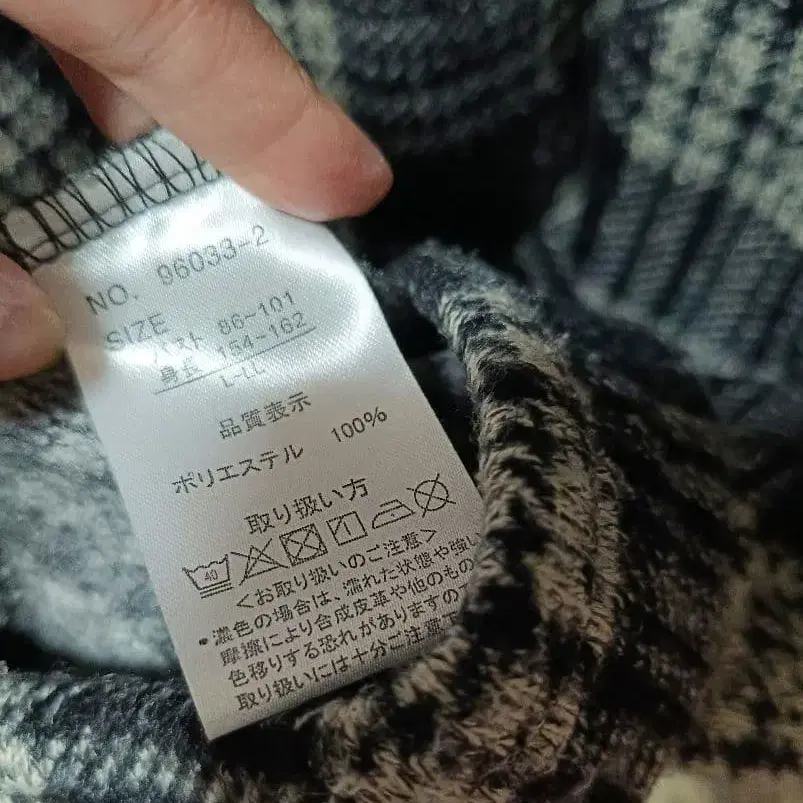 NO. 96033-2
SIZE
バスト 86~101
身長 154~162
L-LL
品質表示
ポリエステル 100%
取り扱い方
40
<お取り扱いのご注意>
・濃色の場合は、濡れた状態や強い
摩擦により合成皮革や他のもの
色移りする恐れがありますの
取り扱いには十分ご注意